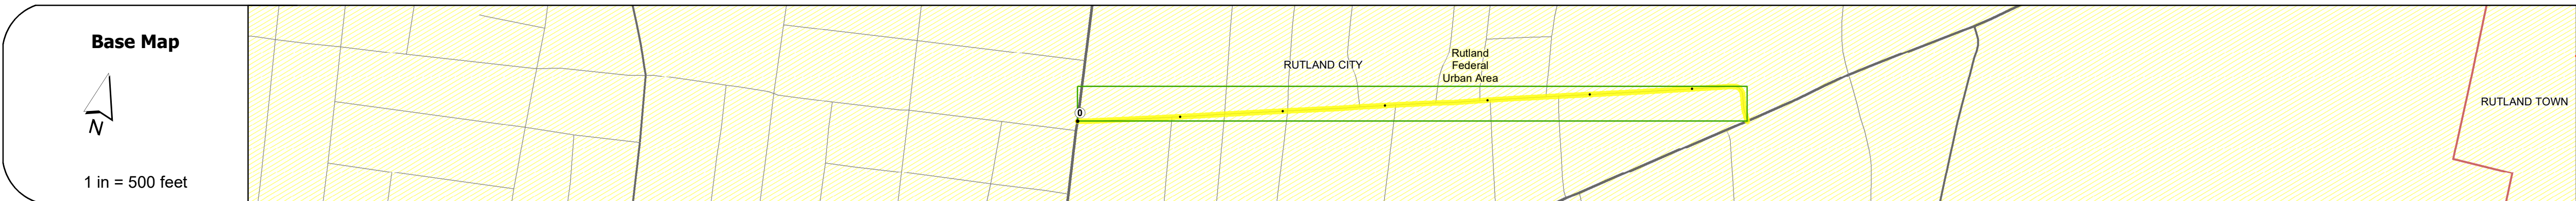 Base Map
N
1 in = 500 feet
0
RUTLAND CITY
Rutland
Federal
Urban Area
RUTLAND TOWN